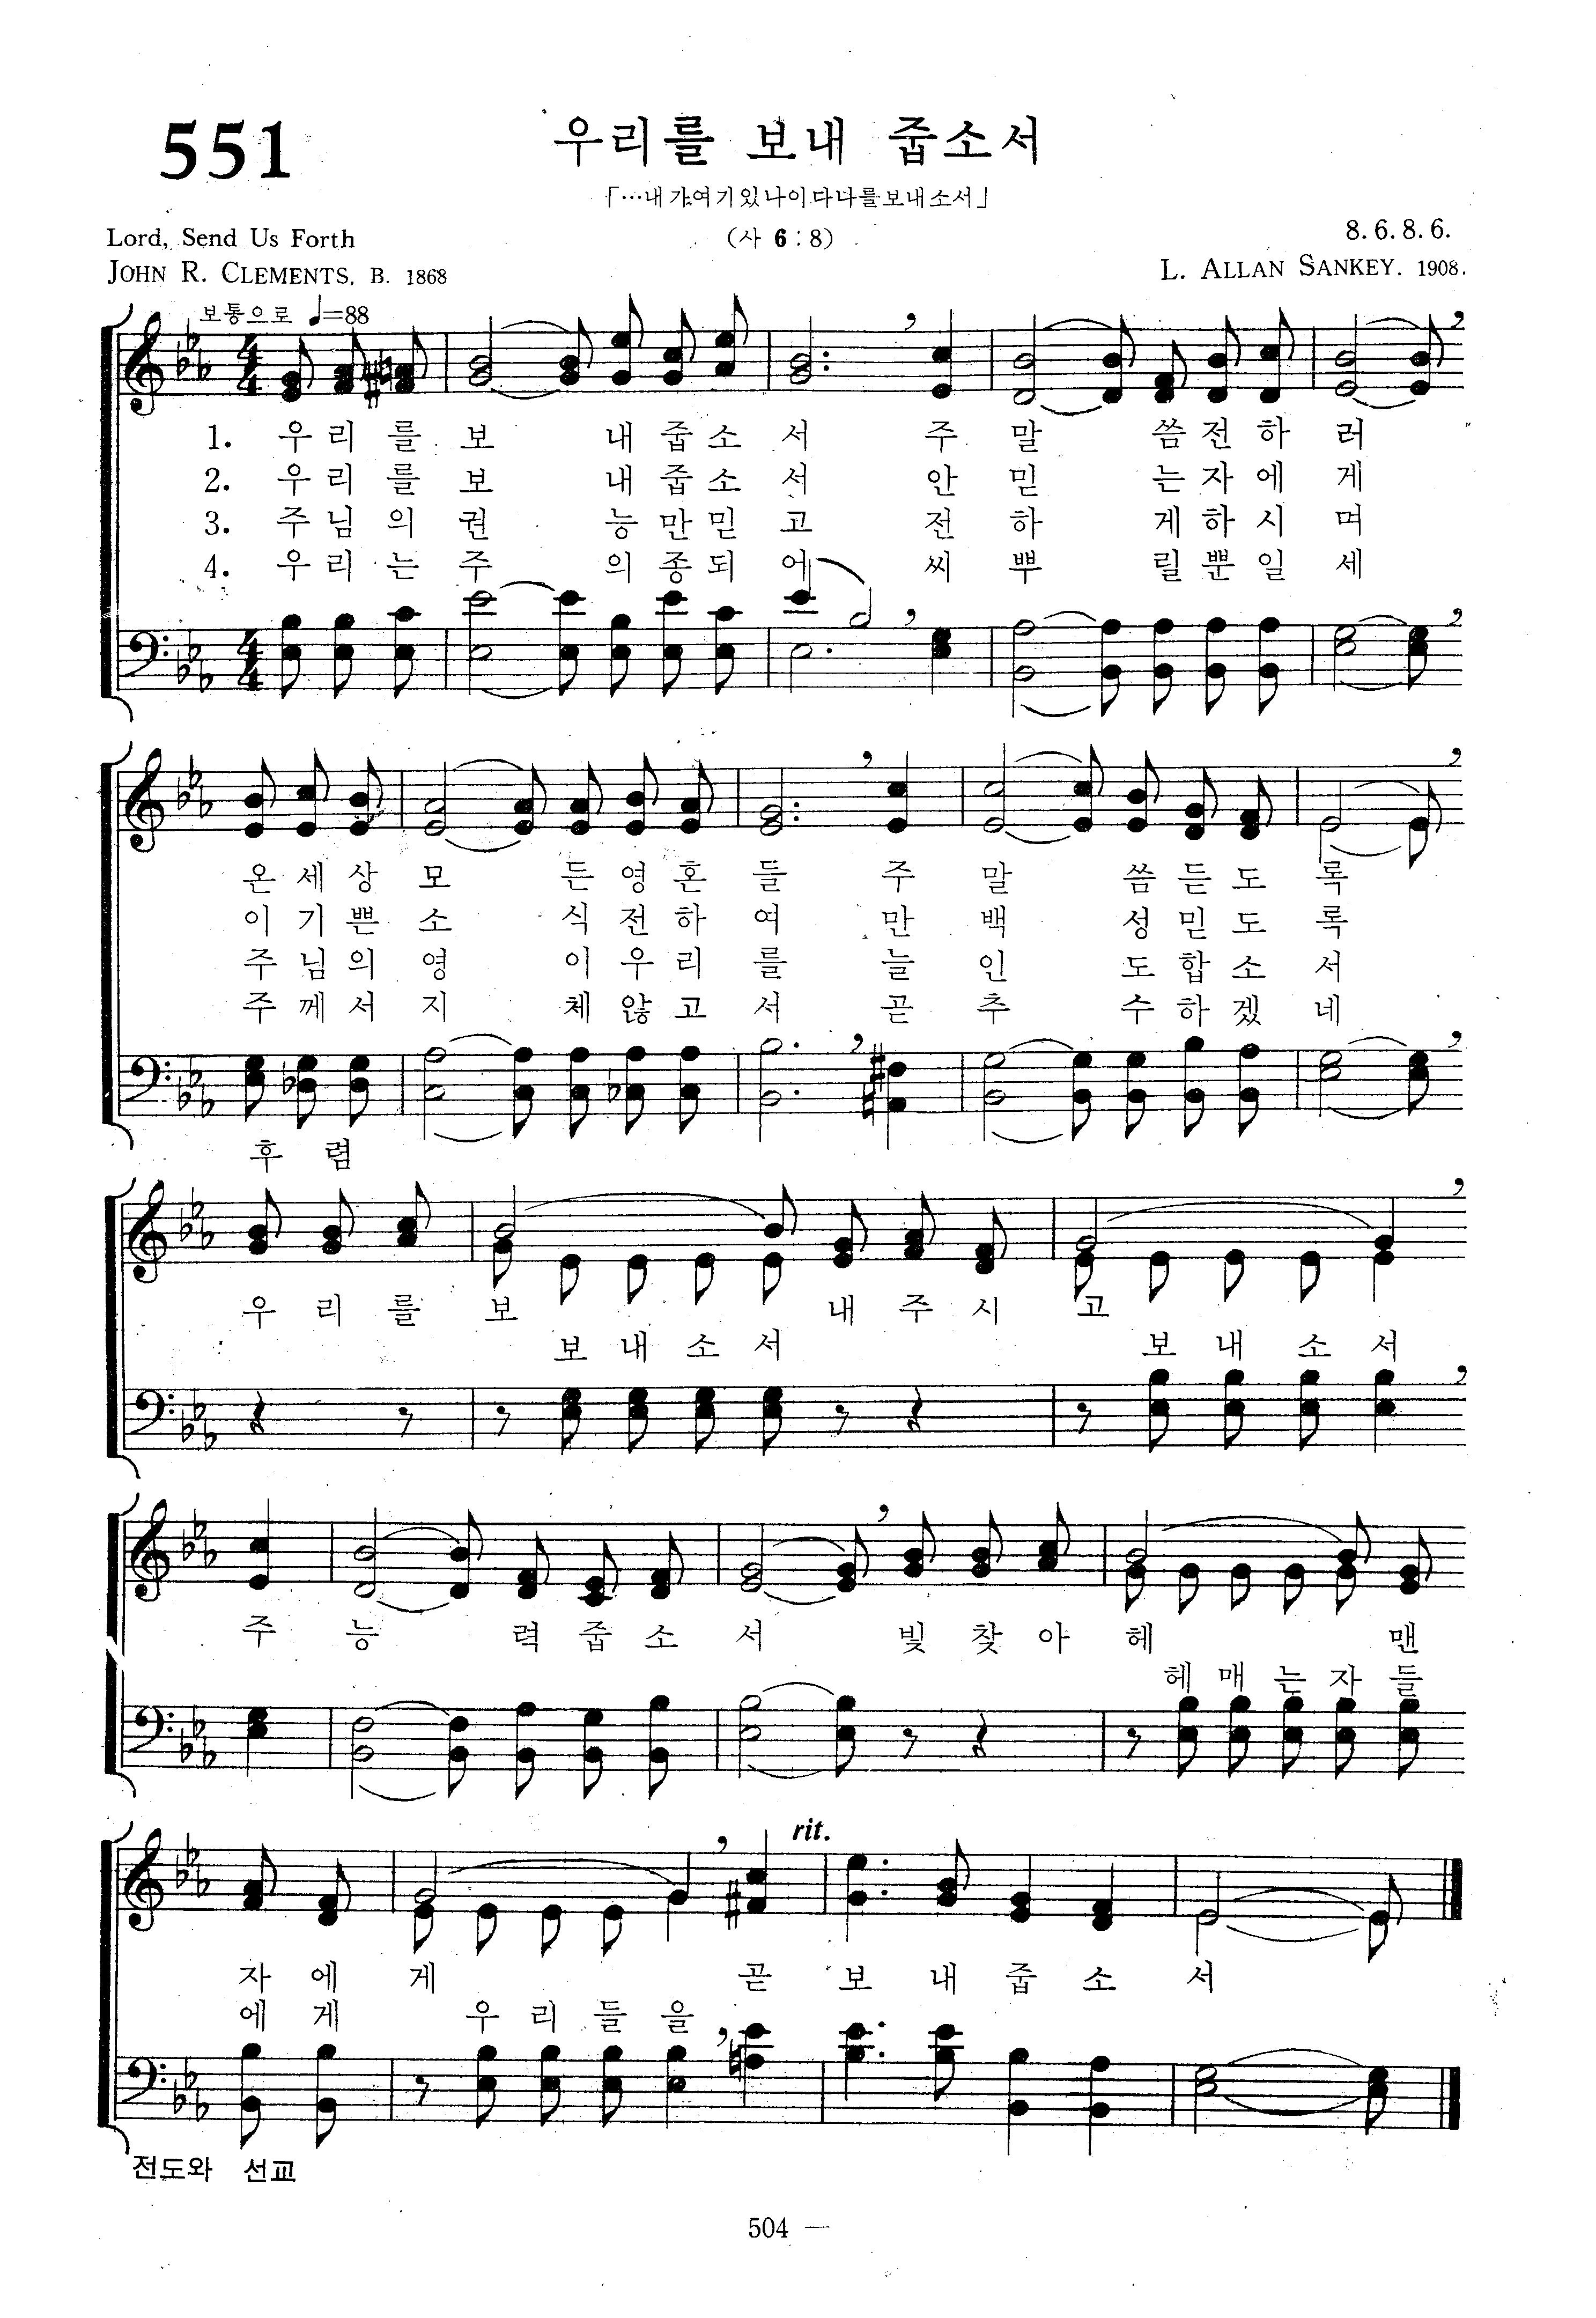 551
우리를 보내 줍소서
「…내가여기있나이다나를보내소서」
Lord, Send Us Forth
(사 6 : 8)
8. 6. 8. 6.
JOHN R. CLEMENTS, B. 1868
L. ALLAN SANKEY. 1908.
보통으로 ♩=88
1. 우리를 보 내줍소 서 주 말 씀전하 러
2. 우리를 보 내줍소 서 안 믿 는자에 게
3. 주님의 권 능만믿 고 전 하 게하시 며
4. 우리는 주 의종되 어 씨 뿌 릴뿐일 세
온세상 모 든영혼 들 주 말 씀듣도 록
이기쁜 소 식전하 여 만 백 성믿도 록
주님의 영 이우리 를 늘 인 도합소 서
주께서 지 체않고 서 곧 추 수하겠 네
후 렴
우 리 를 보 내 주 시 고
보 내 소 서 보 내 소 서
주 능 력 줍 소 서 빛 찾 아 헤 맨
헤 매 는 자 들
rit.
자 에 게 곧 보 내 줍 소 서
에 게 우 리 들 을
전도와 선교
504 —